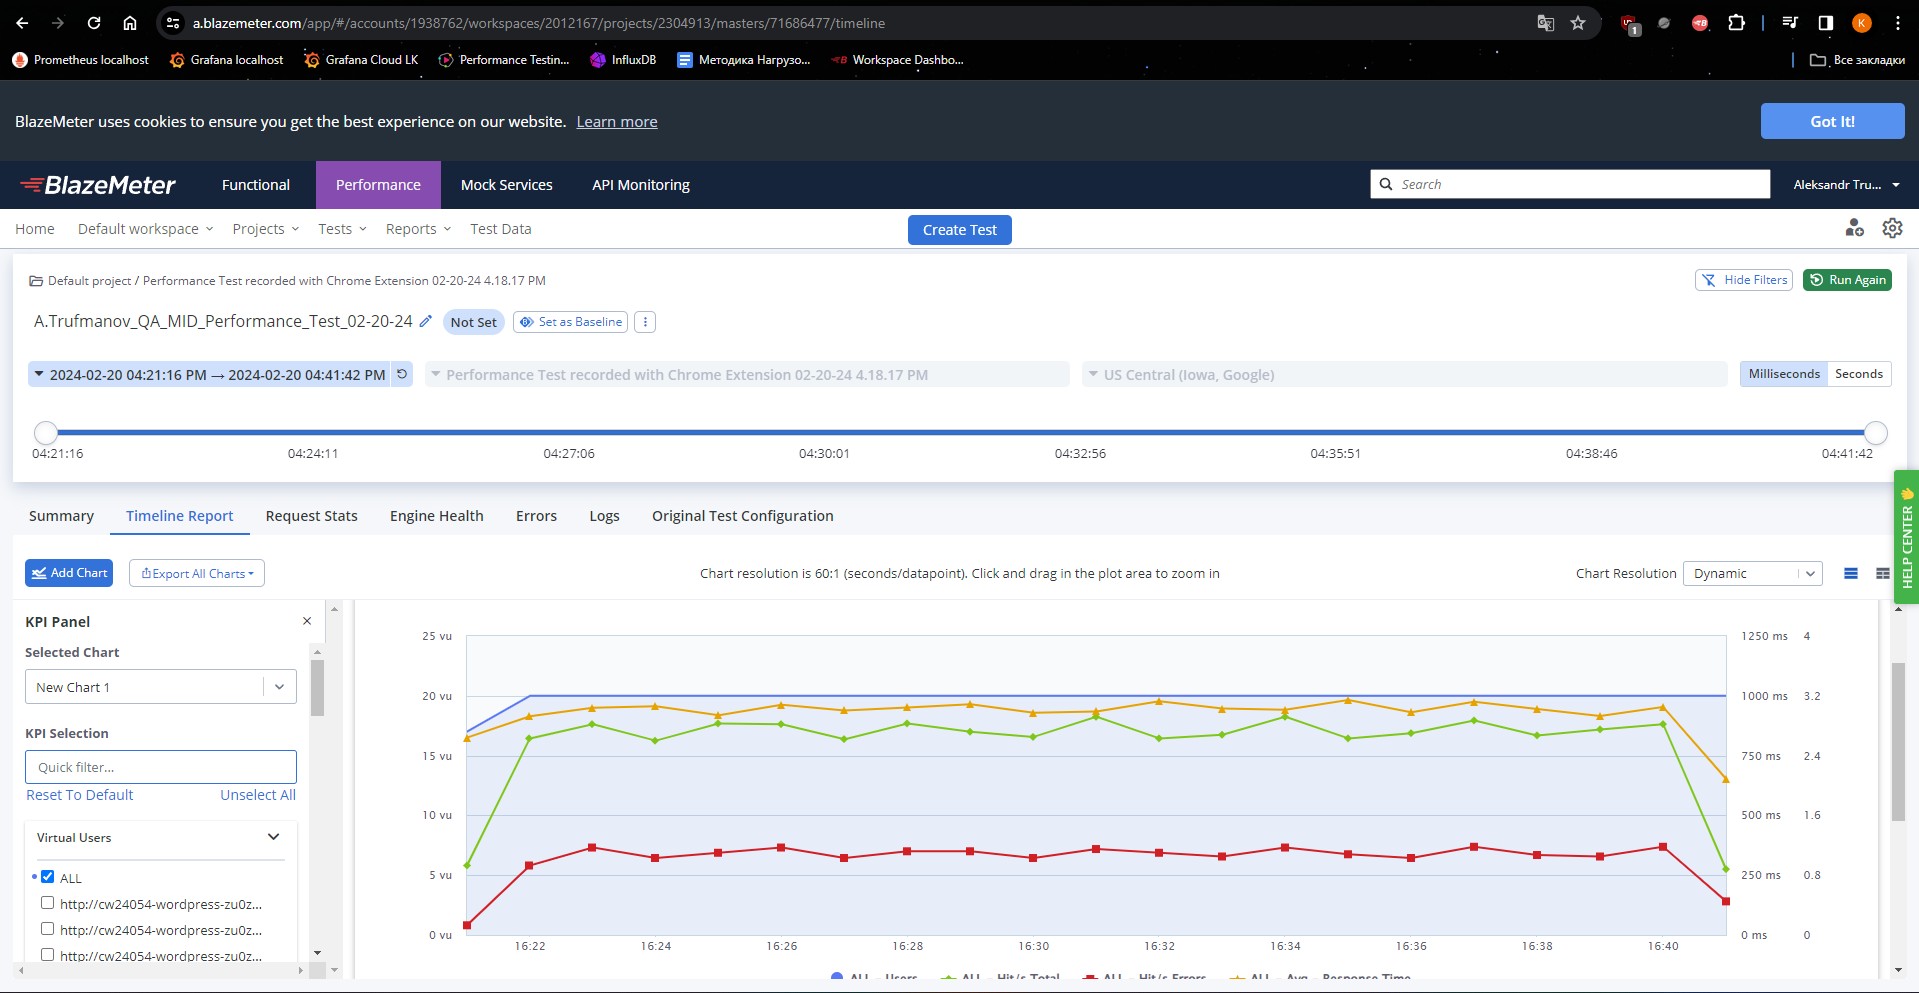 a.blazemeter.com/app/#/accounts/1938762/workspaces/2012167/projects/2304913/masters/71686477/timeline
1
K
Prometheus localhost Grafana localhost Grafana Cloud LK Performance Testin... InfluxDB Методика Нагрузо... Workspace Dashbo... Все закладки
BlazeMeter uses cookies to ensure you get the best experience on our website. Learn more Got It!
BlazeMeter Functional Performance Mock Services API Monitoring Search Aleksandr Tru...
Home Default workspace Projects Tests Reports Test Data Create Test
Default project / Performance Test recorded with Chrome Extension 02-20-24 4.18.17 PM Hide Filters Run Again
A.Trufmanov_QA_MID_Performance_Test_02-20-24 Not Set Set as Baseline
2024-02-20 04:21:16 PM → 2024-02-20 04:41:42 PM Performance Test recorded with Chrome Extension 02-20-24 4.18.17 PM US Central (Iowa, Google) Milliseconds Seconds
04:21:16 04:24:11 04:27:06 04:30:01 04:32:56 04:35:51 04:38:46 04:41:42
Summary Timeline Report Request Stats Engine Health Errors Logs Original Test Configuration
HELP CENTER
Add Chart Export All Charts Chart resolution is 60:1 (seconds/datapoint). Click and drag in the plot area to zoom in Chart Resolution Dynamic
KPI Panel
Selected Chart
New Chart 1
KPI Selection
Quick filter...
Reset To Default Unselect All
Virtual Users
ALL
http://cw24054-wordpress-zu0z...
http://cw24054-wordpress-zu0z...
http://cw24054-wordpress-zu0z...
25 vu 1250 ms 4
20 vu 1000 ms 3.2
15 vu 750 ms 2.4
10 vu 500 ms 1.6
5 vu 250 ms 0.8
0 vu 0 ms 0
16:22 16:24 16:26 16:28 16:30 16:32 16:34 16:36 16:38 16:40
ALL - Users ALL - Hit/s Total ALL - Hit/s Errors ALL - Avg. Response Time